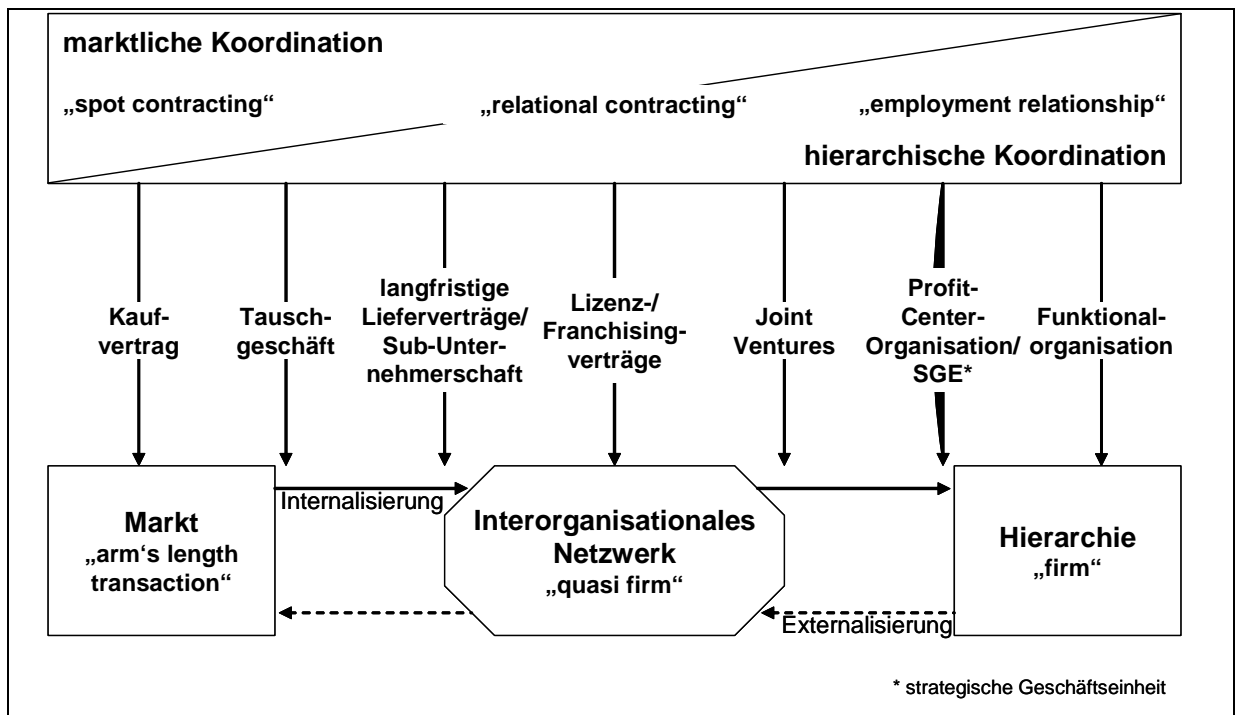 marktliche Koordination
„spot contracting“
„relational contracting“
„employment relationship“
hierarchische Koordination
Kauf-
vertrag
Tausch-
geschäft
langfristige
Lieferverträge/
Sub-Unter-
nehmerschaft
Lizenz-/
Franchising-
verträge
Joint
Ventures
Profit-
Center-
Organisation/
SGE*
Funktional-
organisation
Markt
„arm‘s length
transaction“
Internalisierung
Interorganisationales
Netzwerk
„quasi firm“
Externalisierung
Hierarchie
„firm“
* strategische Geschäftseinheit